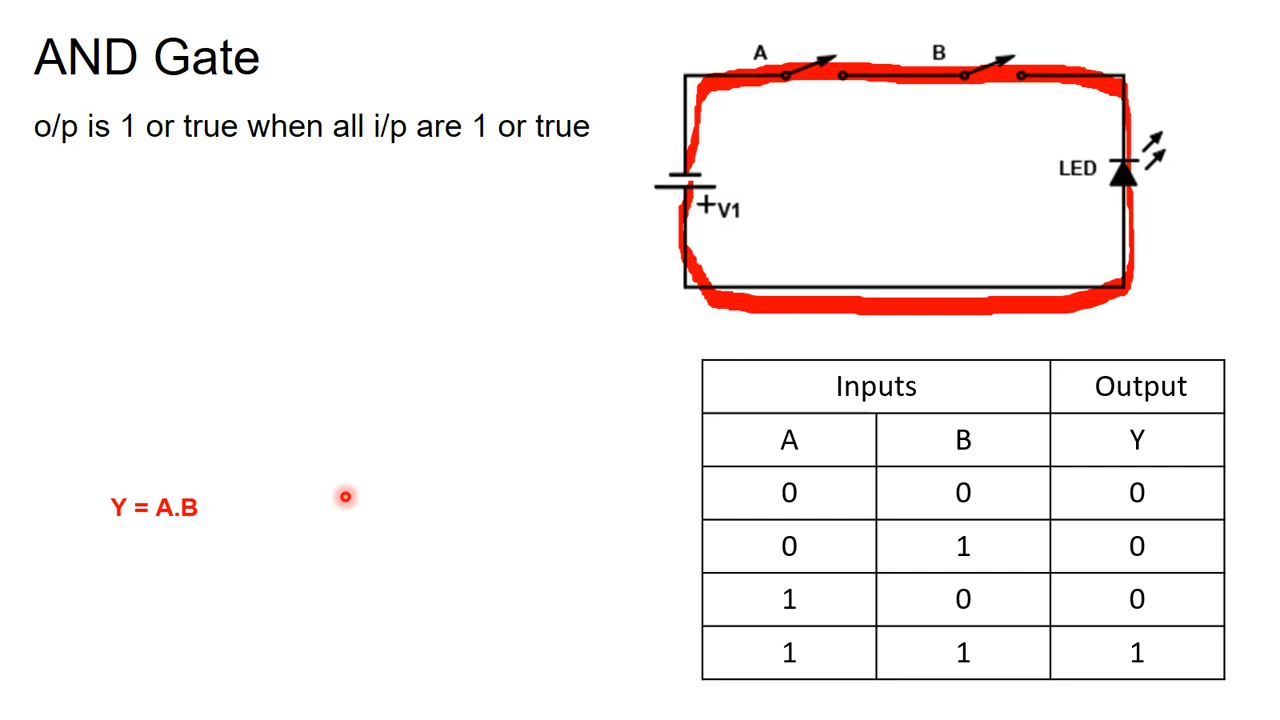 AND Gate
o/p is 1 or true when all i/p are 1 or true
A
B
LED
+V1
Y = A.B
Inputs Output
A B Y
0 0 0
0 1 0
1 0 0
1 1 1